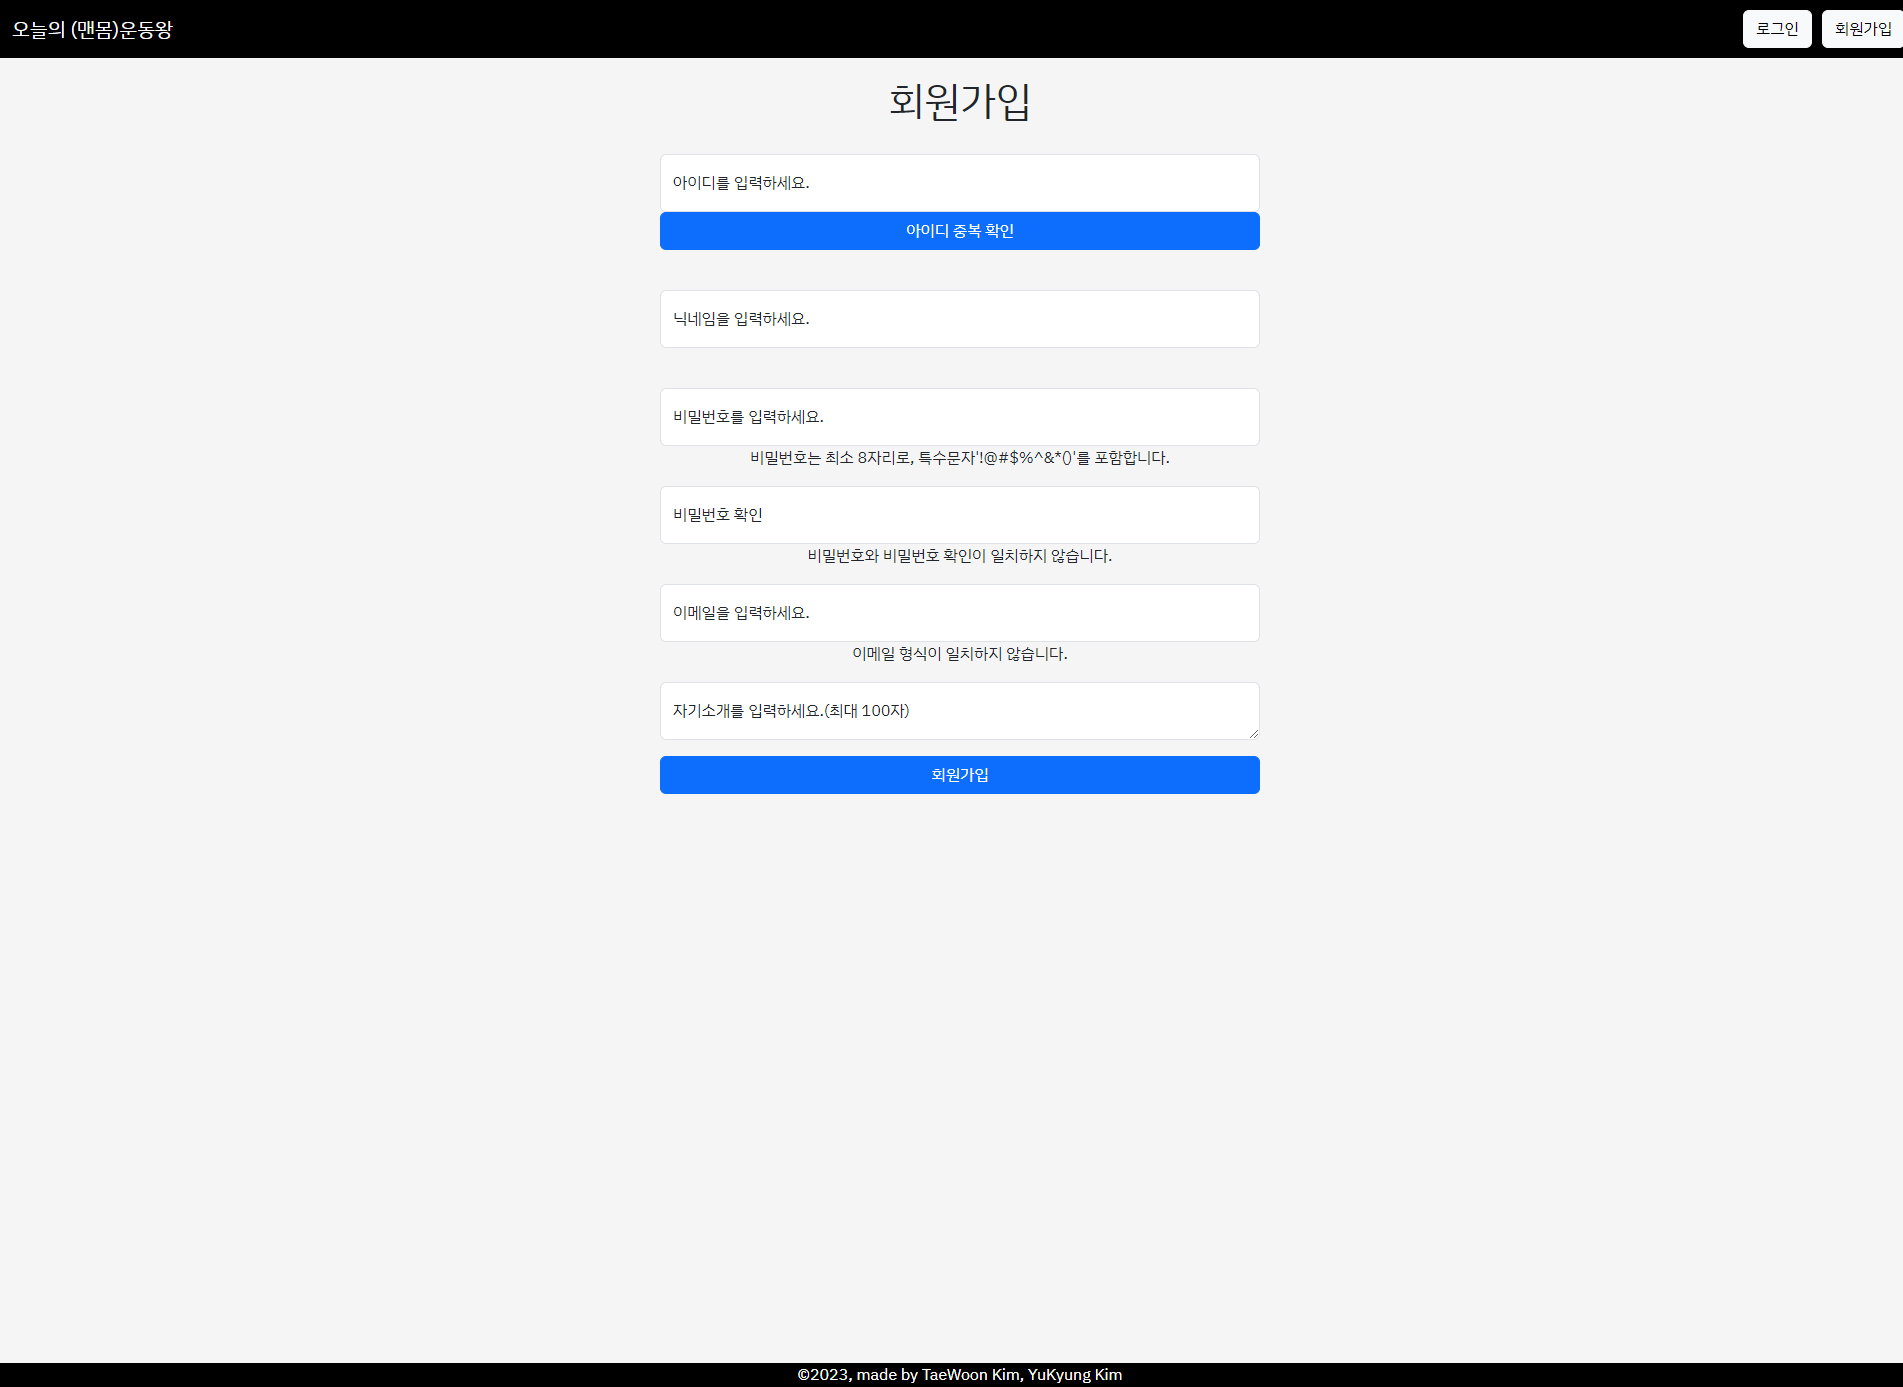 오늘의 (맨몸)운동왕
로그인
회원가입
회원가입
아이디를 입력하세요.
아이디 중복 확인
닉네임을 입력하세요.
비밀번호를 입력하세요.
비밀번호는 최소 8자리로, 특수문자'!@#$%^&*()'를 포함합니다.
비밀번호 확인
비밀번호와 비밀번호 확인이 일치하지 않습니다.
이메일을 입력하세요.
이메일 형식이 일치하지 않습니다.
자기소개를 입력하세요.(최대 100자)
회원가입
©2023, made by TaeWoon Kim, YuKyung Kim